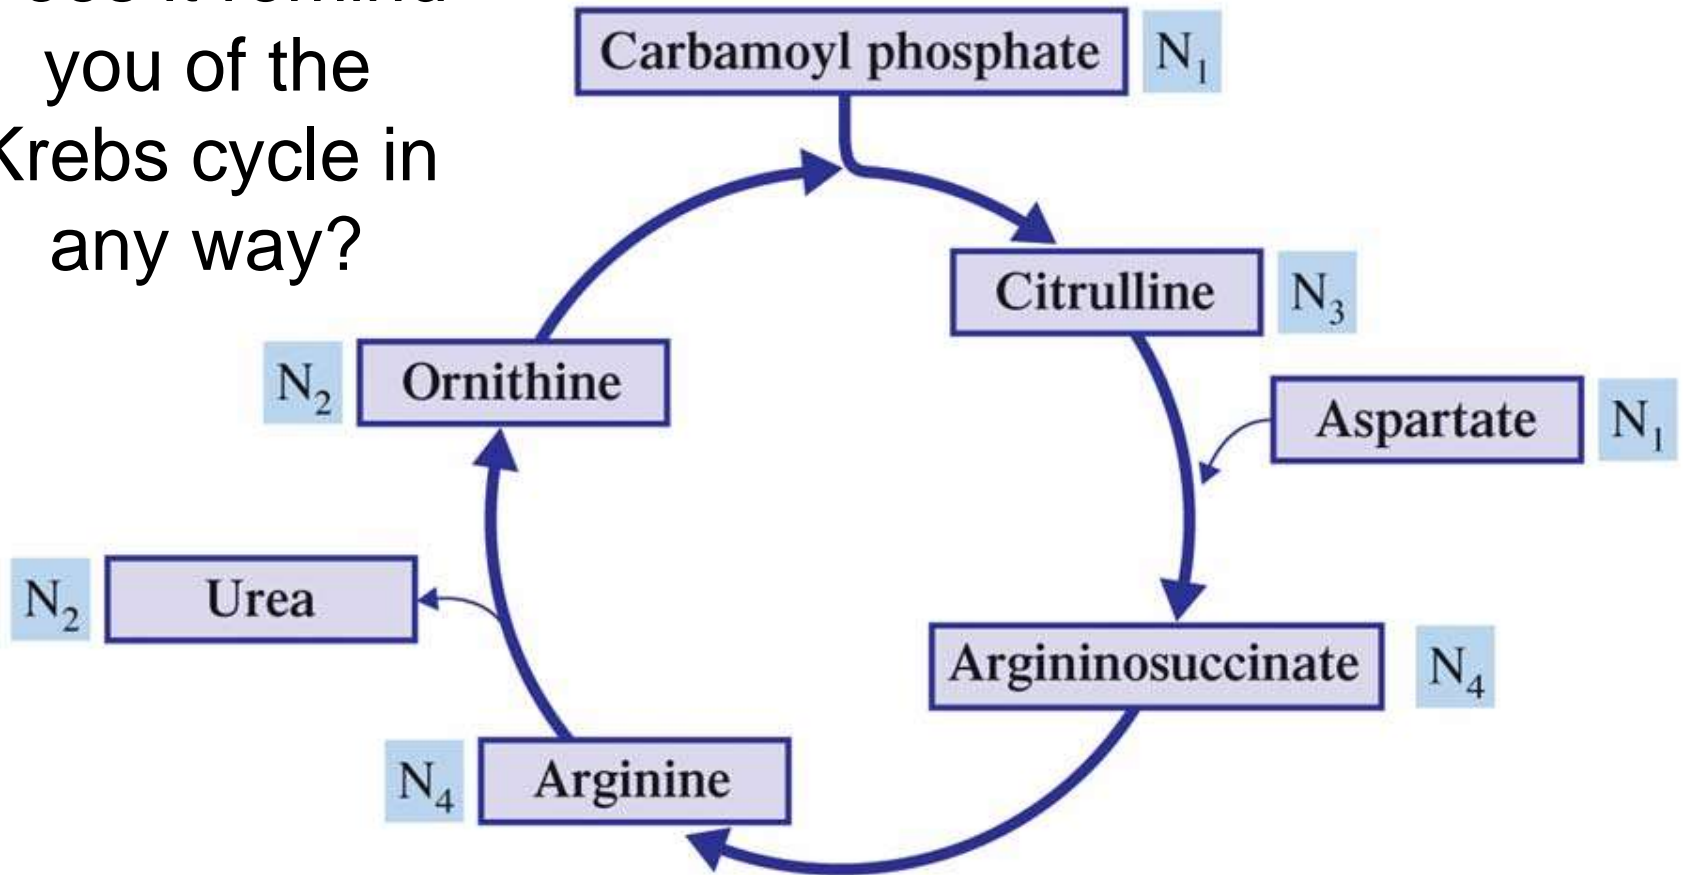 you of the
Krebs cycle in
any way?
Carbamoyl phosphate N₁
Citrulline N₃
N₂ Ornithine
Aspartate N₁
N₂ Urea
Argininosuccinate N₄
N₄ Arginine